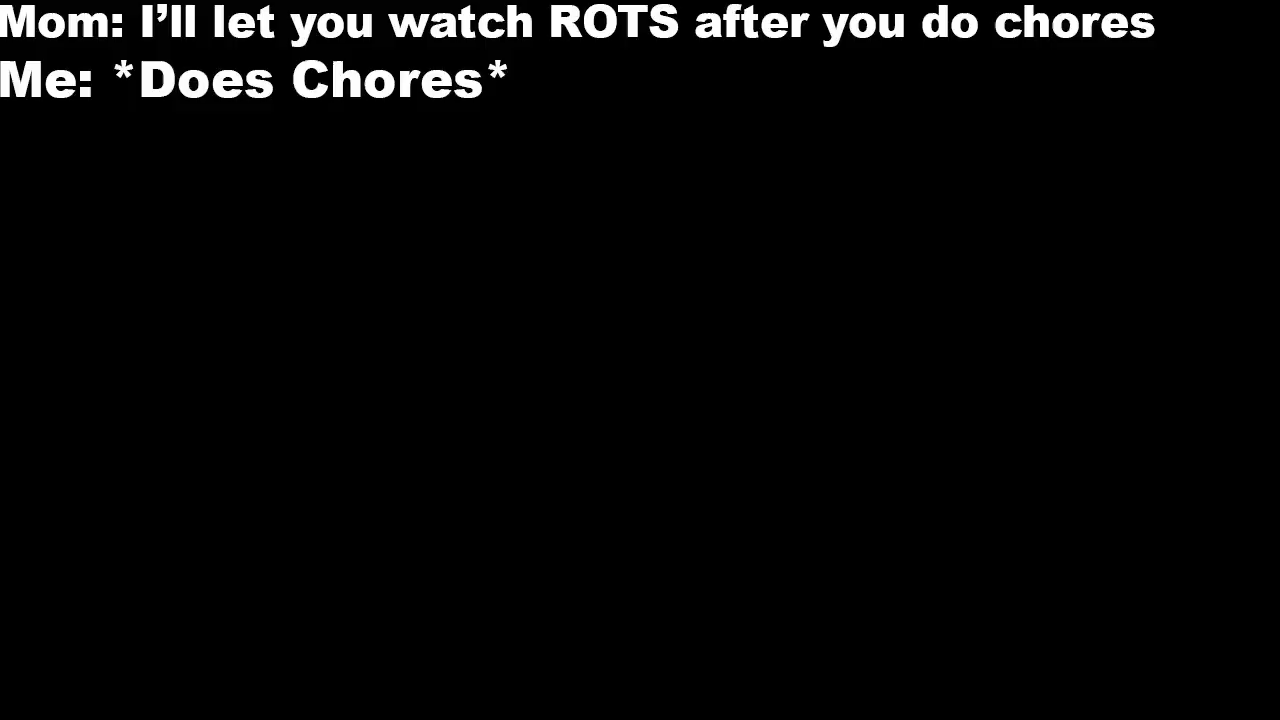 Mom: I’ll let you watch ROTS after you do chores
Me: *Does Chores*